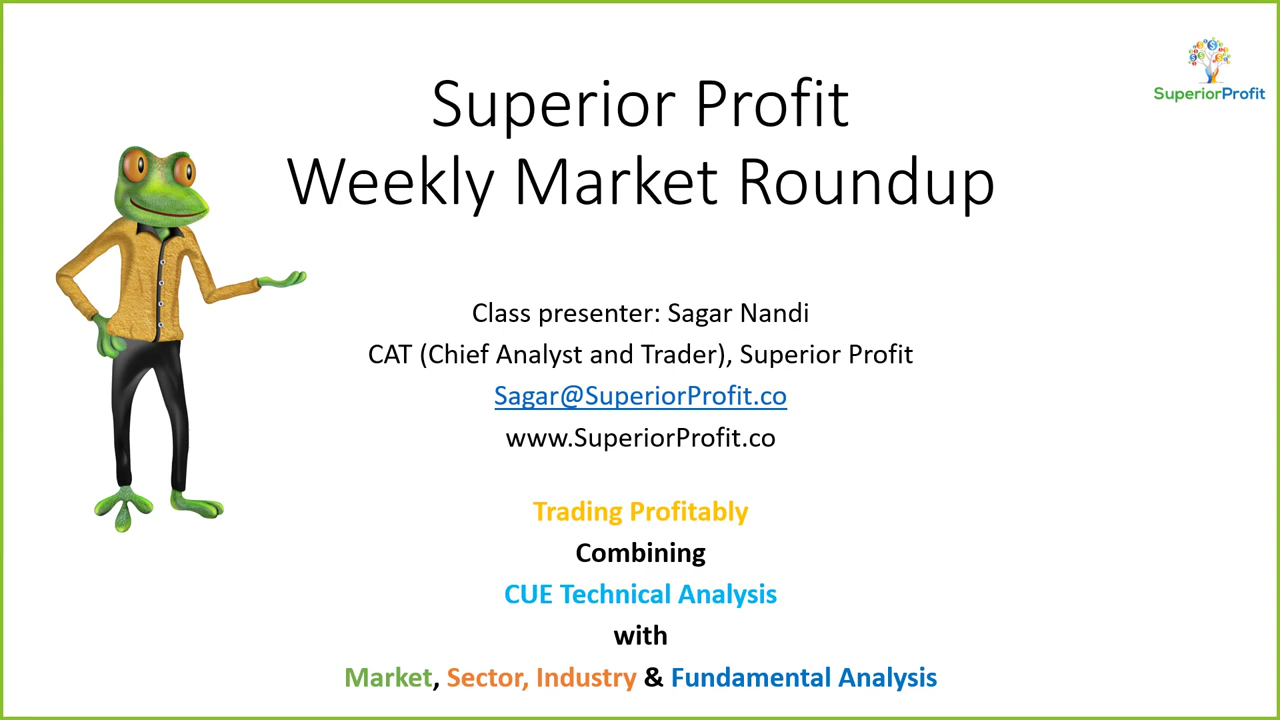 Superior Profit
Weekly Market Roundup
SuperiorProfit
Class presenter: Sagar Nandi
CAT (Chief Analyst and Trader), Superior Profit
Sagar@SuperiorProfit.co
www.SuperiorProfit.co
Trading Profitably
Combining
CUE Technical Analysis
with
Market, Sector, Industry & Fundamental Analysis